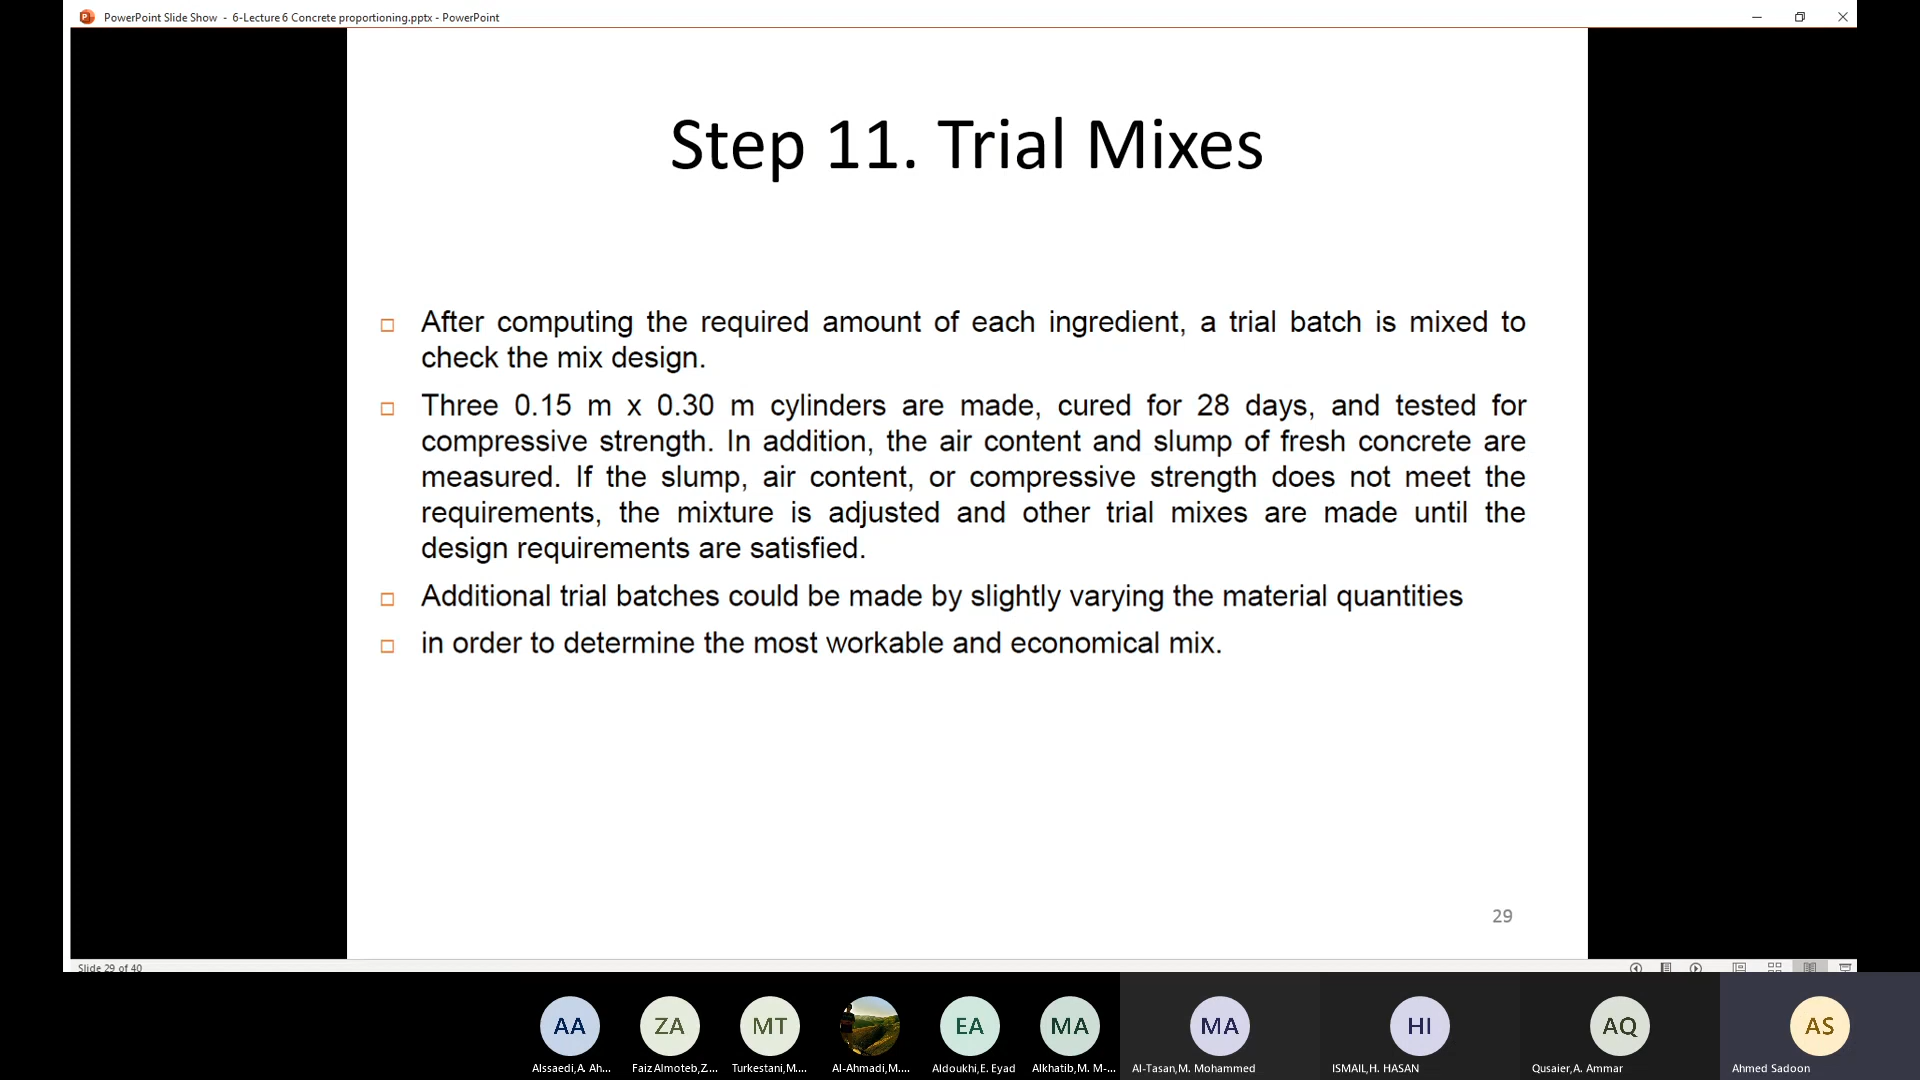 PowerPoint Slide Show - 6-Lecture 6 Concrete proportioning.pptx - PowerPoint
Step 11. Trial Mixes
After computing the required amount of each ingredient, a trial batch is mixed to
check the mix design.
Three 0.15 m x 0.30 m cylinders are made, cured for 28 days, and tested for
compressive strength. In addition, the air content and slump of fresh concrete are
measured. If the slump, air content, or compressive strength does not meet the
requirements, the mixture is adjusted and other trial mixes are made until the
design requirements are satisfied.
Additional trial batches could be made by slightly varying the material quantities
in order to determine the most workable and economical mix.
29
Slide 29 of 40
AA
ZA
MT
EA
MA
MA
HI
AQ
AS
Alssaedi,A. Ah...
FaizAlmoteb,Z....
Turkestani,M....
Al-Ahmadi,M....
Aldoukhi,E. Eyad
Alkhatib,M. M-...
Al-Tasan,M. Mohammed
ISMAIL,H. HASAN
Qusaier,A. Ammar
Ahmed Sadoon